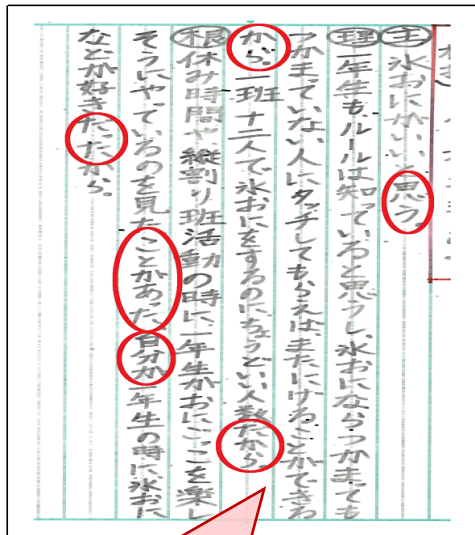 主 氷おにがいいと思う。
理 一年生もルールは知っていると思うし、氷おにならつかまっても
つかまっていない人にタッチしてもらえば、またにげることができる
から。一班十二人で氷おにをするのにちょうどいい人数だから。
根 休み時間や、縦割り班活動の時に、一年生がおにごっこを楽し
そうにやっているのを見たことがあった。自分が一年生の時に氷おに
などが好きだったから。